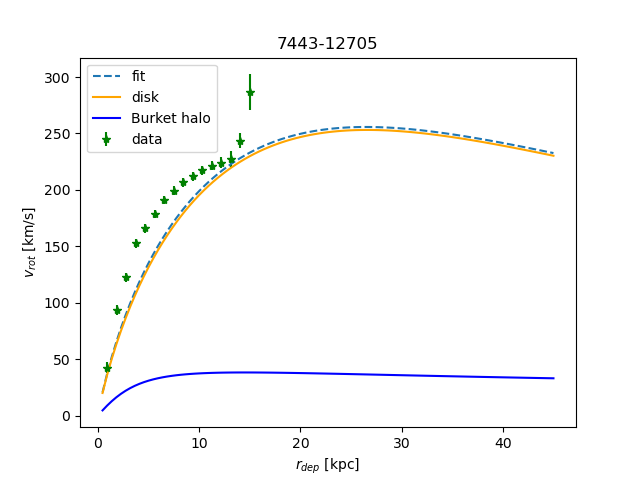 7443-12705
fit
disk
Burket halo
data
300
250
200
150
100
50
0
v_rot [km/s]
0 10 20 30 40
r_dep [kpc]